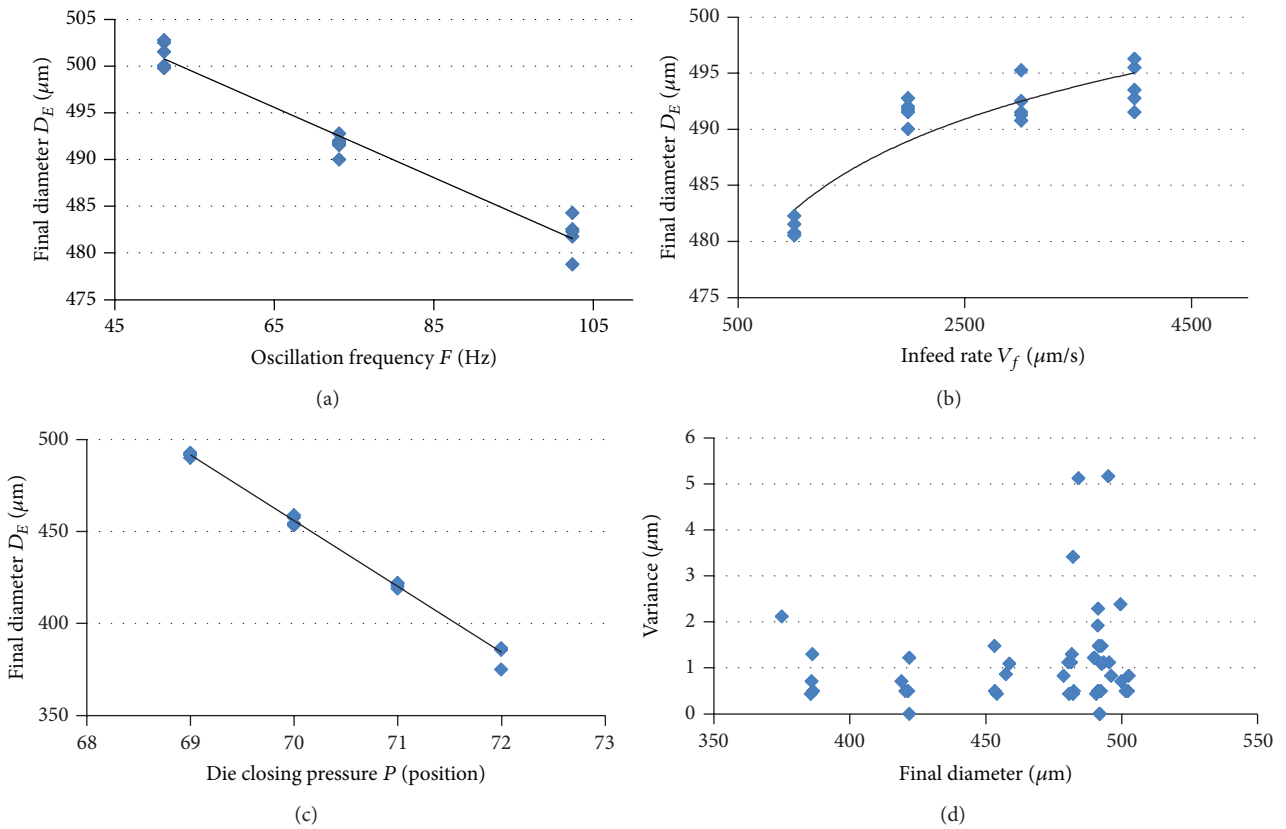 505
500
495
490
485
480
475
Final diameter D_E (μm)
45 65 85 105
Oscillation frequency F (Hz)
(a)
500
495
490
485
480
475
Final diameter D_E (μm)
500 2500 4500
Infeed rate V_f (μm/s)
(b)
500
450
400
350
Final diameter D_E (μm)
68 69 70 71 72 73
Die closing pressure P (position)
(c)
6
5
4
3
2
1
0
Variance (μm)
350 400 450 500 550
Final diameter (μm)
(d)